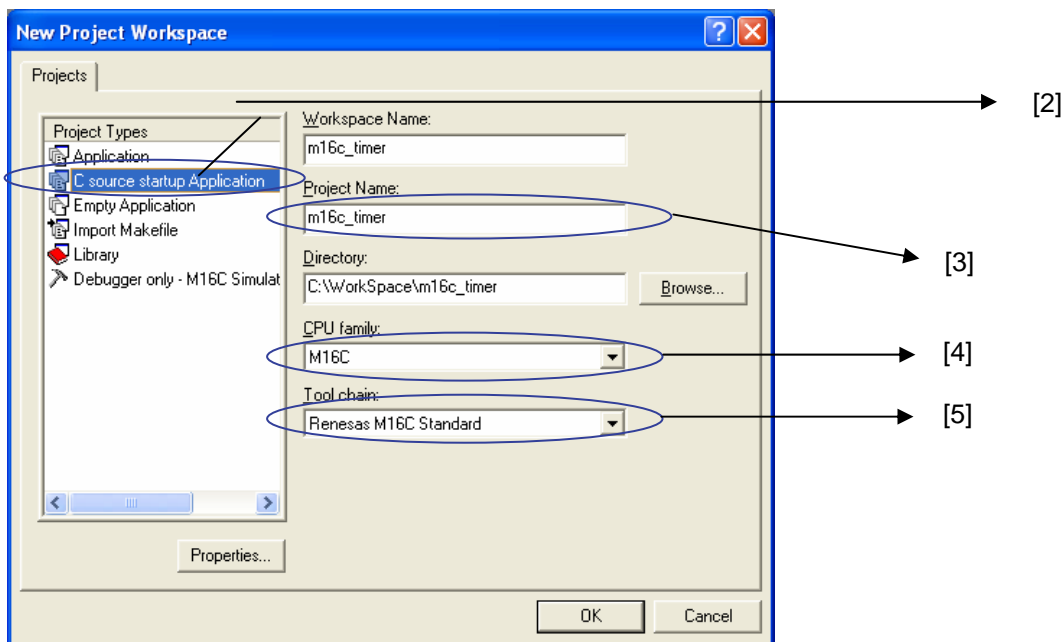 New Project Workspace
Projects
[2]
Project Types
Application
C source startup Application
Empty Application
Import Makefile
Library
Debugger only - M16C Simulat
Workspace Name:
m16c_timer
Project Name:
m16c_timer
[3]
Directory:
C:\WorkSpace\m16c_timer
Browse...
CPU family:
M16C
[4]
Tool chain:
Renesas M16C Standard
[5]
Properties...
OK
Cancel